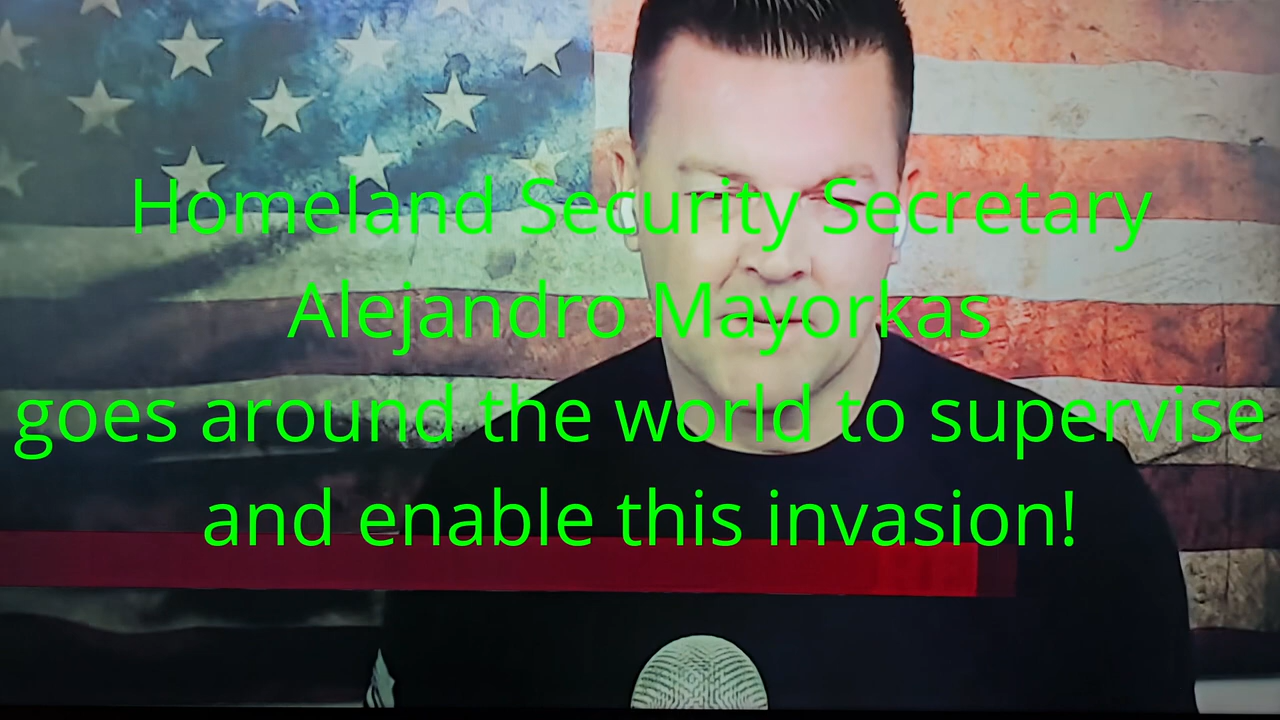 Homeland Security Secretary
Alejandro Mayorkas
goes around the world to supervise
and enable this invasion!